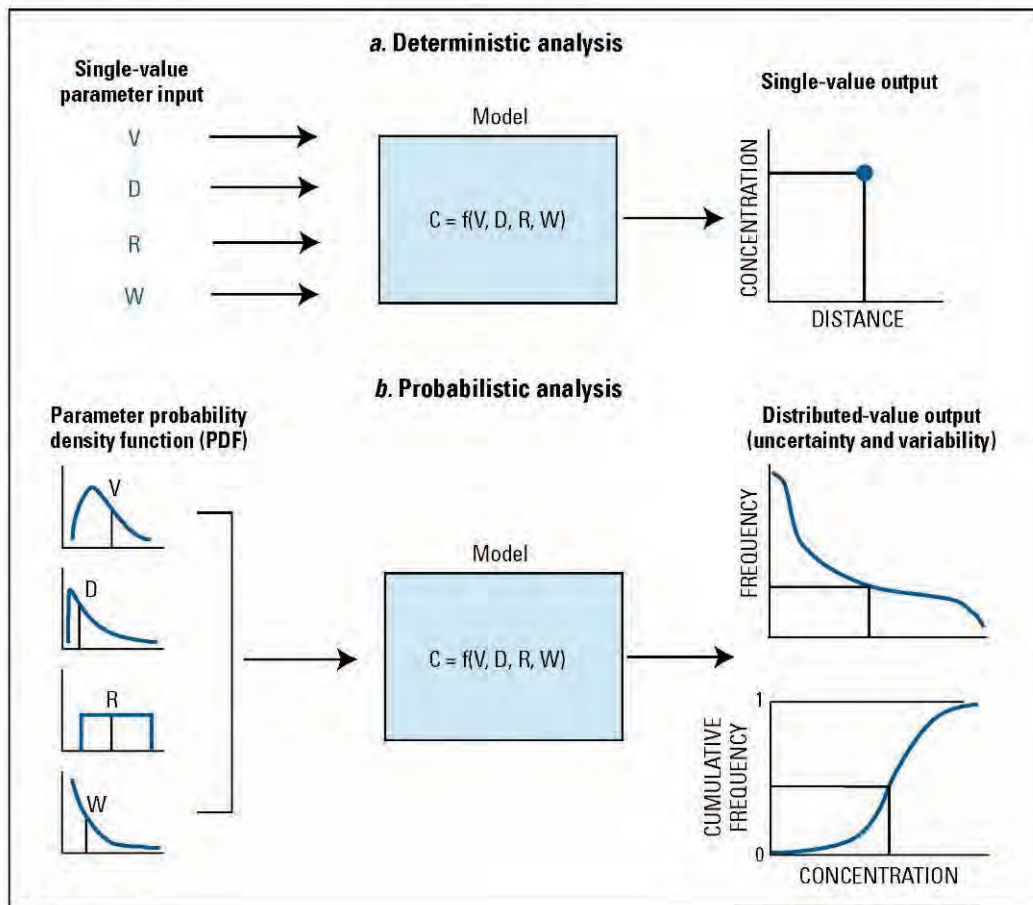 a. Deterministic analysis
Single-value
parameter input
V
D
R
W
Model
C = f(V, D, R, W)
Single-value output
CONCENTRATION
DISTANCE
b. Probabilistic analysis
Parameter probability
density function (PDF)
V
D
R
W
Model
C = f(V, D, R, W)
Distributed-value output
(uncertainty and variability)
FREQUENCY
1
CUMULATIVE
FREQUENCY
0
CONCENTRATION